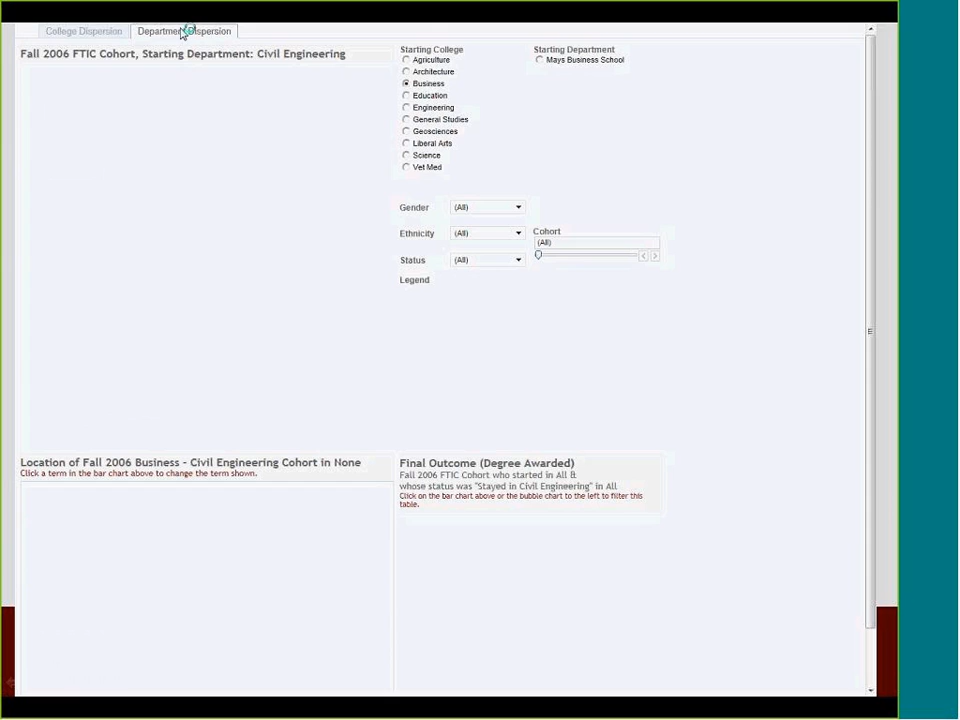 College Dispersion
Department Dispersion
Fall 2006 FTIC Cohort, Starting Department: Civil Engineering
Starting College
Agriculture
Architecture
Business
Education
Engineering
General Studies
Geosciences
Liberal Arts
Science
Vet Med
Starting Department
Mays Business School
Gender
(All)
Ethnicity
(All)
Status
(All)
Cohort
(All)
Legend
Location of Fall 2006 Business - Civil Engineering Cohort in None
Click a term in the bar chart above to change the term shown.
Final Outcome (Degree Awarded)
Fall 2006 FTIC Cohort who started in All &
whose status was "Stayed in Civil Engineering" in All
Click on the bar chart above or the bubble chart to the left to filter this
table.